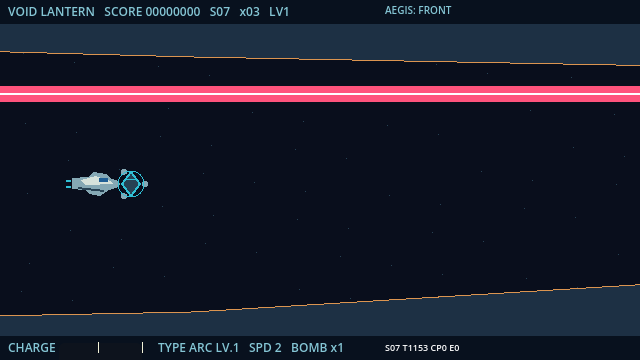 VOID LANTERN SCORE 00000000 S07 x03 LV1 AEGIS: FRONT
CHARGE TYPE ARC LV.1 SPD 2 BOMB x1 S07 T1153 CP0 E0